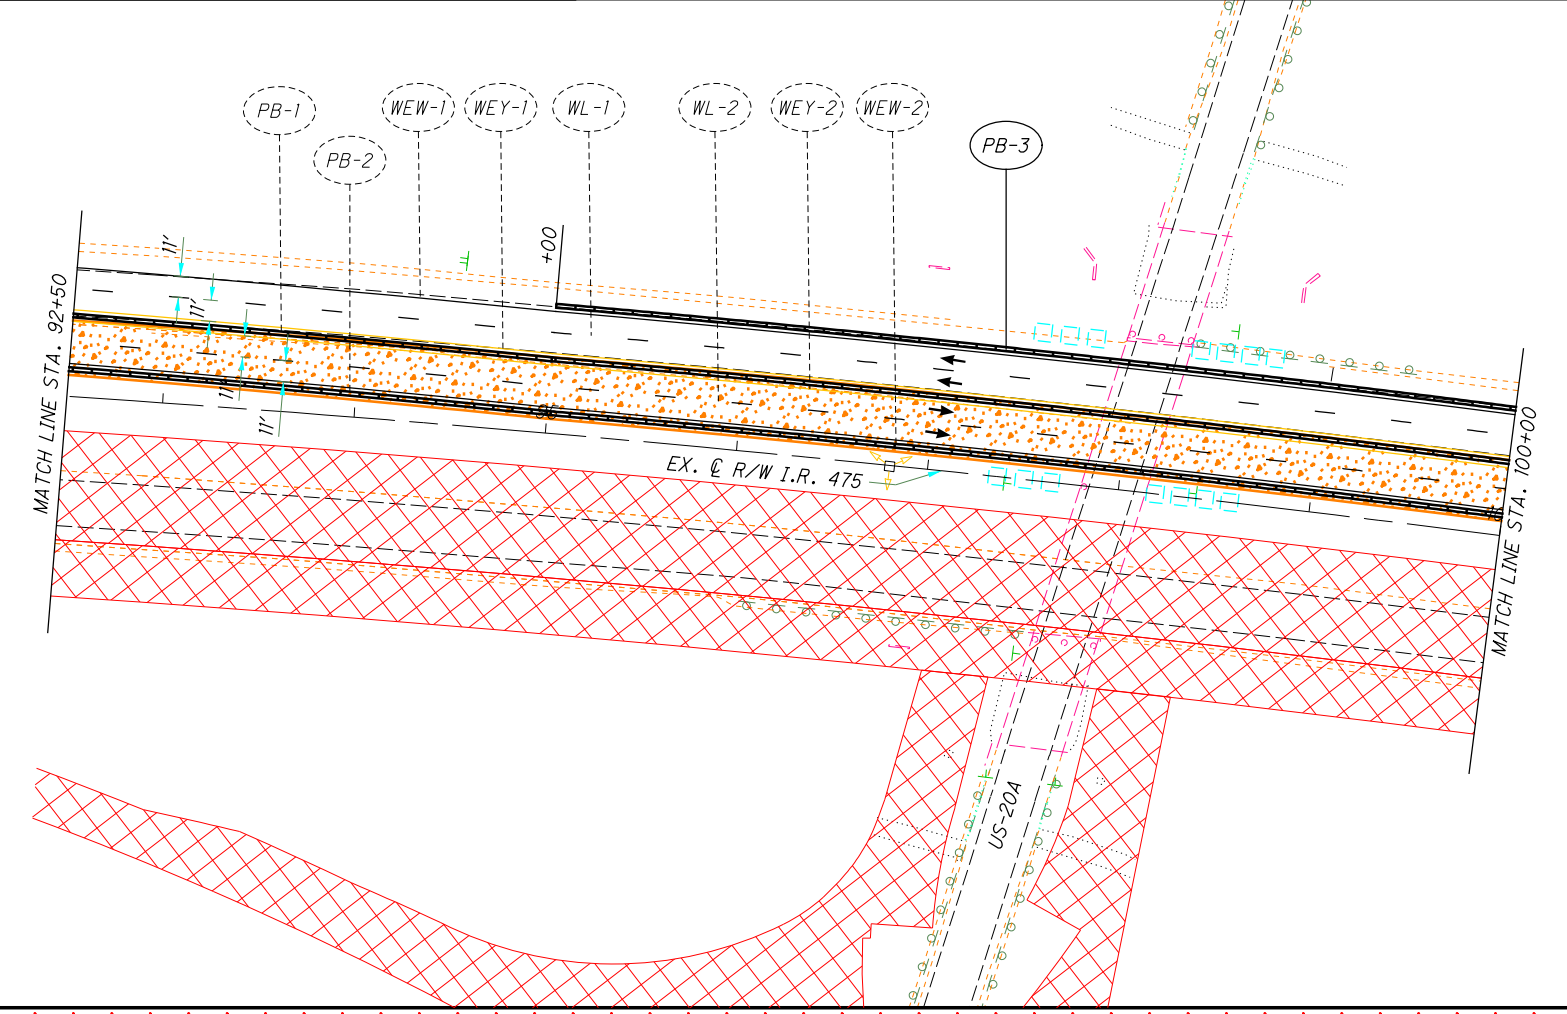 PB-1
PB-2
WEW-1
WEY-1
WL-1
WL-2
WEY-2
WEW-2
PB-3
+00
11'
11'
11'
11'
MATCH LINE STA. 92+50
96
EX. ℄ R/W I.R. 475
MATCH LINE STA. 100+00
US-20A